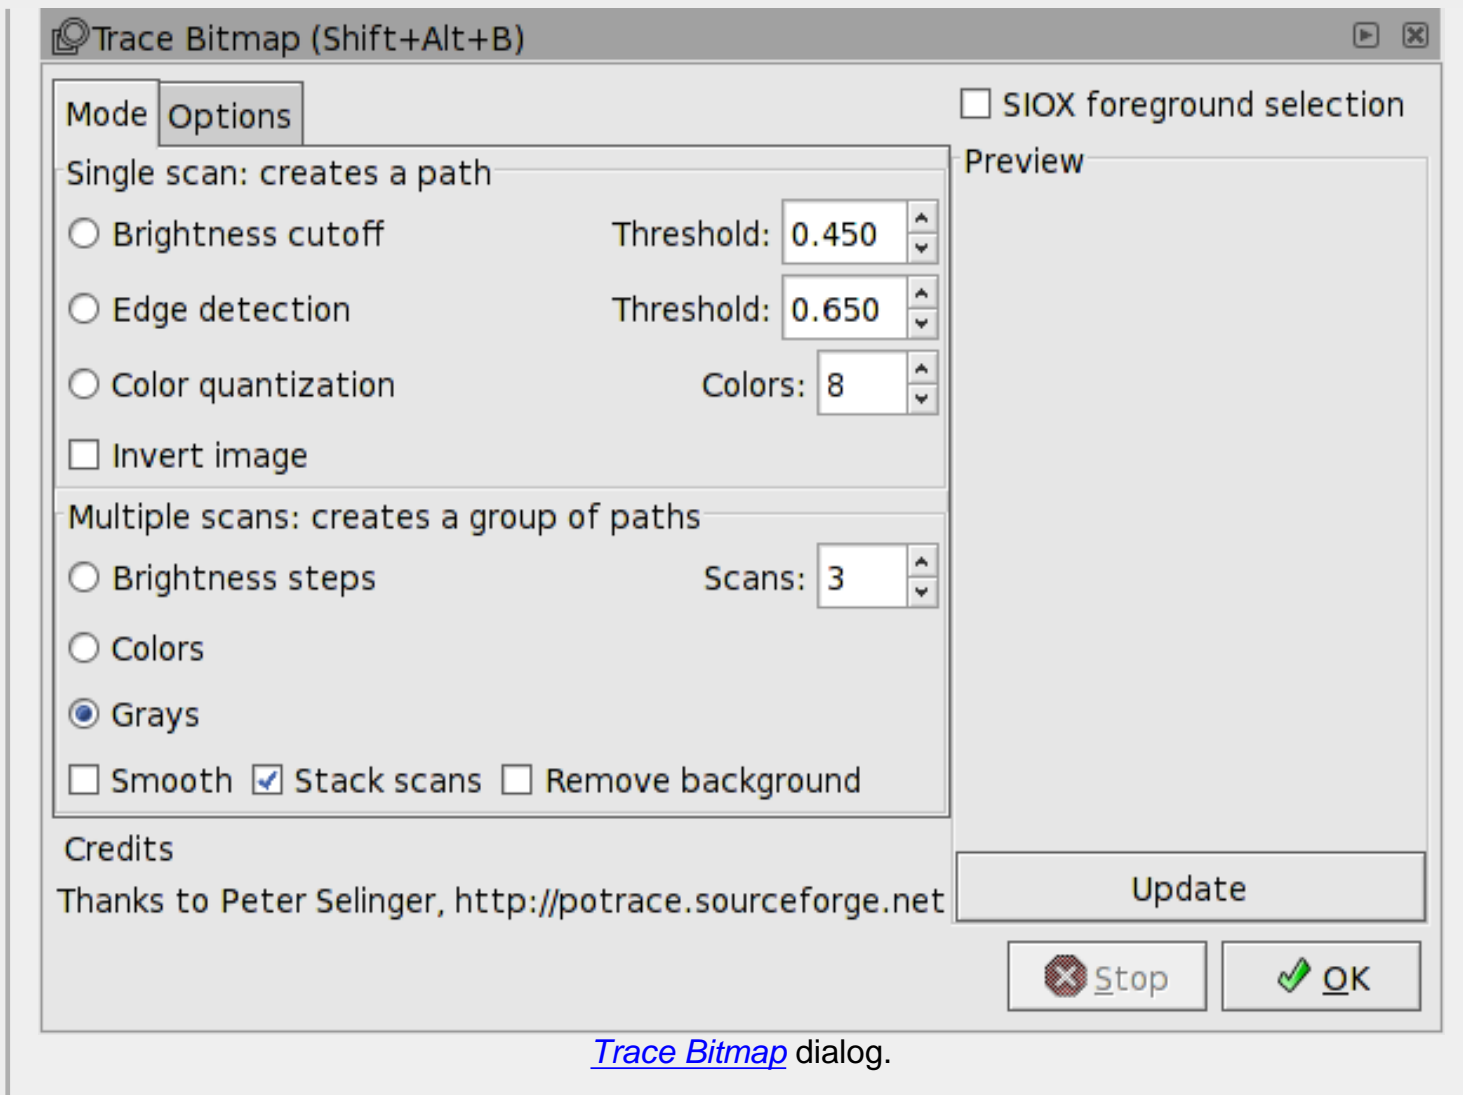 Trace Bitmap (Shift+Alt+B)
Mode Options
SIOX foreground selection
Single scan: creates a path
Preview
Brightness cutoff Threshold: 0.450
Edge detection Threshold: 0.650
Color quantization Colors: 8
Invert image
Multiple scans: creates a group of paths
Brightness steps Scans: 3
Colors
Grays
Smooth Stack scans Remove background
Credits
Thanks to Peter Selinger, http://potrace.sourceforge.net
Update
Stop OK
Trace Bitmap dialog.